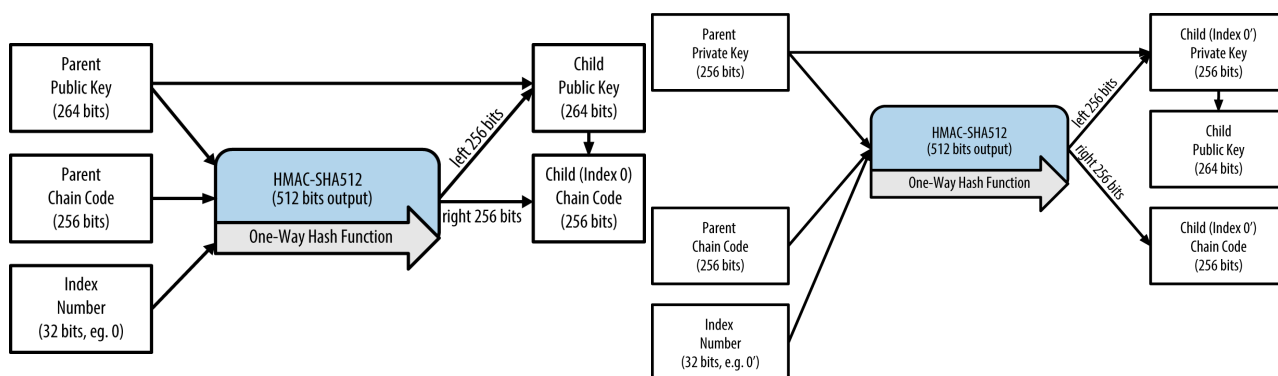 Parent
Public Key
(264 bits)
Parent
Chain Code
(256 bits)
Index
Number
(32 bits, eg. 0)
HMAC-SHA512
(512 bits output)
One-Way Hash Function
left 256 bits
right 256 bits
Child
Public Key
(264 bits)
Child (Index 0)
Chain Code
(256 bits)
Parent
Private Key
(256 bits)
Parent
Chain Code
(256 bits)
Index
Number
(32 bits, e.g. 0’)
HMAC-SHA512
(512 bits output)
One-Way Hash Function
left 256 bits
right 256 bits
Child (Index 0’)
Private Key
(256 bits)
Child
Public Key
(264 bits)
Child (Index 0’)
Chain Code
(256 bits)